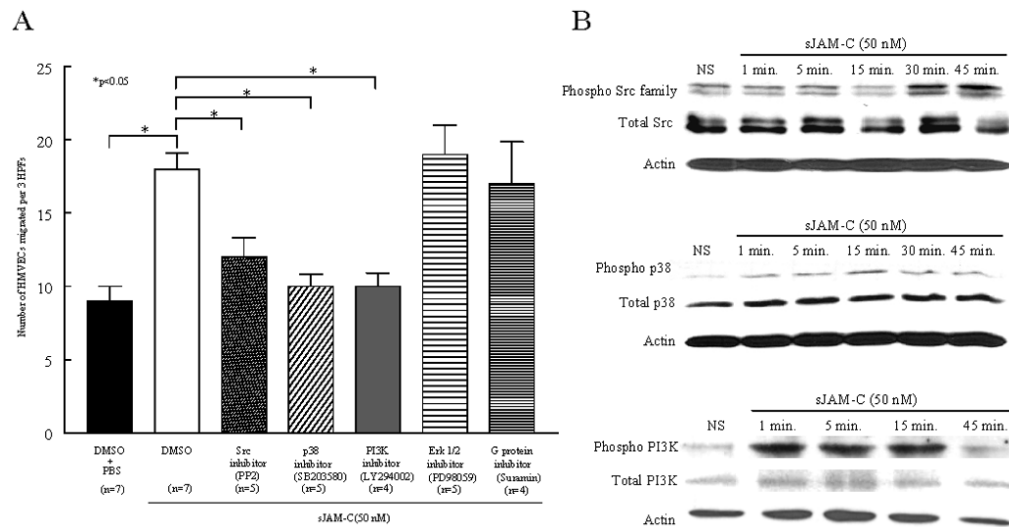 A
25
20
15
10
5
0
Number of HMVECs migrated per 3 HPFs
*p<0.05
*
*
*
*
DMSO
+
PBS
(n=7)
DMSO
(n=7)
Src
inhibitor
(PP2)
(n=5)
p38
inhibitor
(SB203580)
(n=5)
PI3K
inhibitor
(LY294002)
(n=4)
Erk 1/2
inhibitor
(PD98059)
(n=5)
G protein
inhibitor
(Suramin)
(n=4)
sJAM-C(50 nM)
B
sJAM-C (50 nM)
NS 1 min. 5 min. 15 min. 30 min. 45 min.
Phospho Src family
Total Src
Actin
sJAM-C (50 nM)
NS 1 min. 5 min. 15 min. 30 min. 45 min.
Phospho p38
Total p38
Actin
sJAM-C (50 nM)
NS 1 min. 5 min. 15 min. 45 min.
Phospho PI3K
Total PI3K
Actin